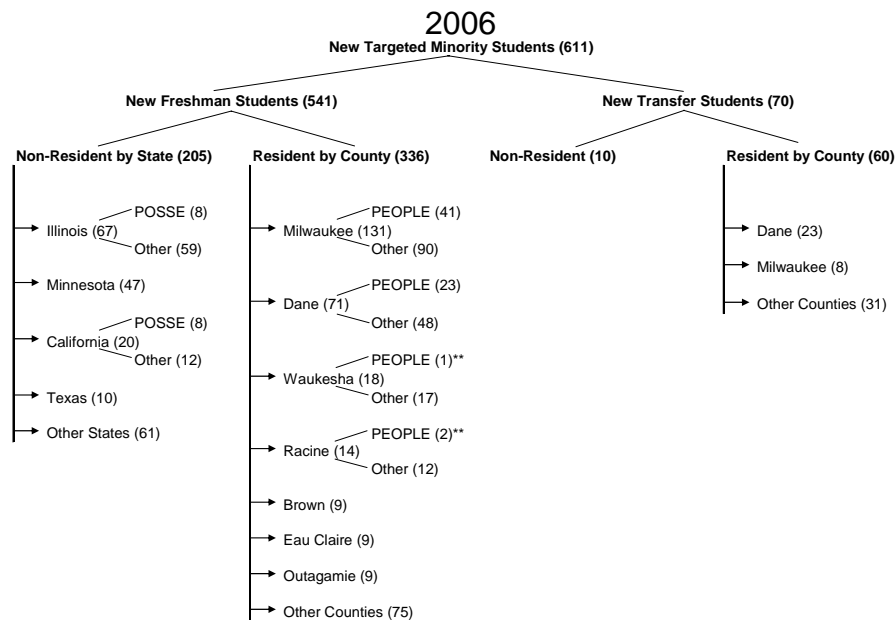 2006
New Targeted Minority Students (611)
New Freshman Students (541)
New Transfer Students (70)
Non-Resident by State (205)
Resident by County (336)
Non-Resident (10)
Resident by County (60)
POSSE (8)
Illinois (67)
Other (59)
Minnesota (47)
POSSE (8)
California (20)
Other (12)
Texas (10)
Other States (61)
PEOPLE (41)
Milwaukee (131)
Other (90)
PEOPLE (23)
Dane (71)
Other (48)
PEOPLE (1)**
Waukesha (18)
Other (17)
PEOPLE (2)**
Racine (14)
Other (12)
Brown (9)
Eau Claire (9)
Outagamie (9)
Other Counties (75)
Dane (23)
Milwaukee (8)
Other Counties (31)